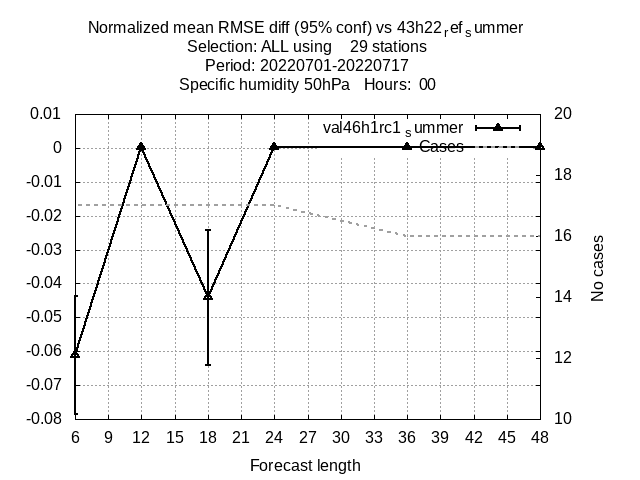 Normalized mean RMSE diff (95% conf) vs 43h22ref summer
Selection: ALL using 29 stations
Period: 20220701-20220717
Specific humidity 50hPa Hours: 00
0.01
0
-0.01
-0.02
-0.03
-0.04
-0.05
-0.06
-0.07
-0.08
val46h1rc1summer
Cases
20
18
16
14
12
10
No cases
6 9 12 15 18 21 24 27 30 33 36 39 42 45 48
Forecast length